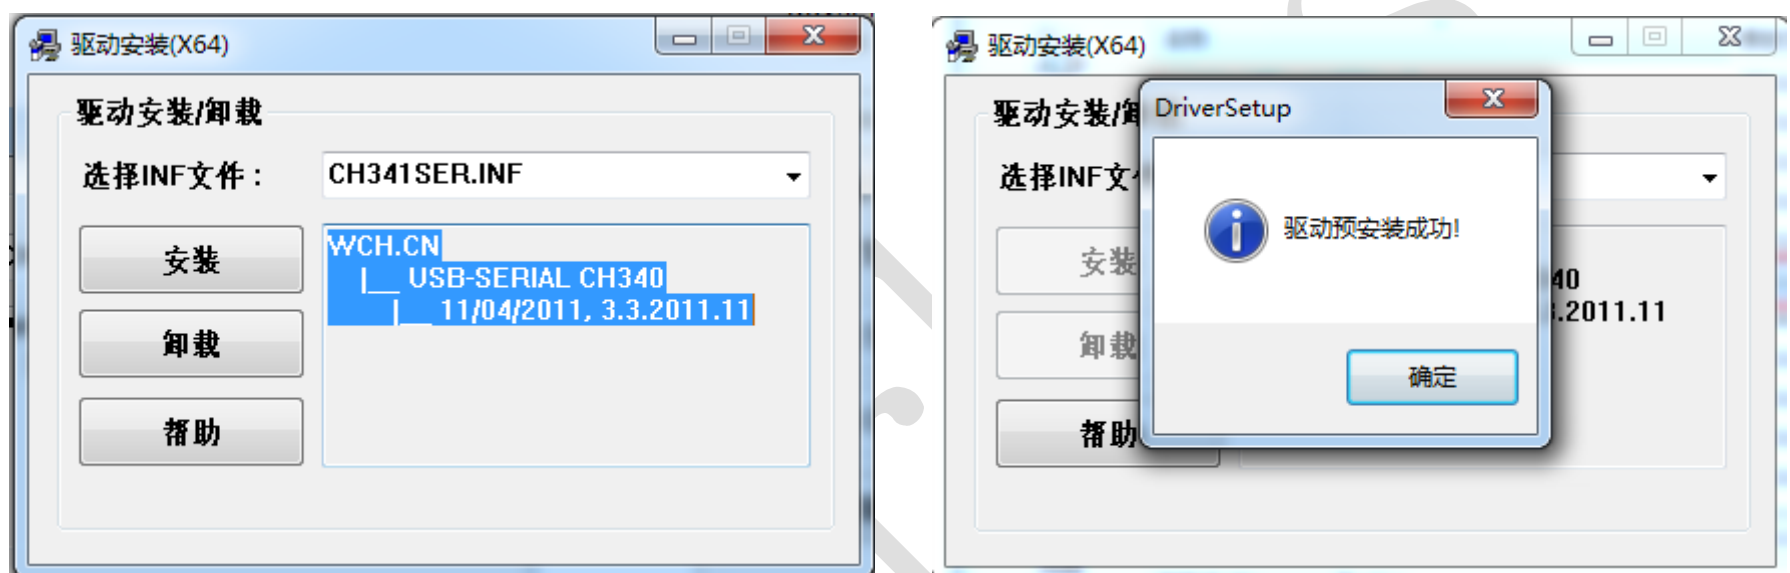 驱动安装(X64)
驱动安装/卸载
选择INF文件：
CH341SER.INF
安装
卸载
帮助
WCH.CN
|__ USB-SERIAL CH340
|__ 11/04/2011, 3.3.2011.11
驱动安装(X64)
驱动安装/卸
选择INF文
安装
卸载
帮助
40
.2011.11
DriverSetup
驱动预安装成功!
确定